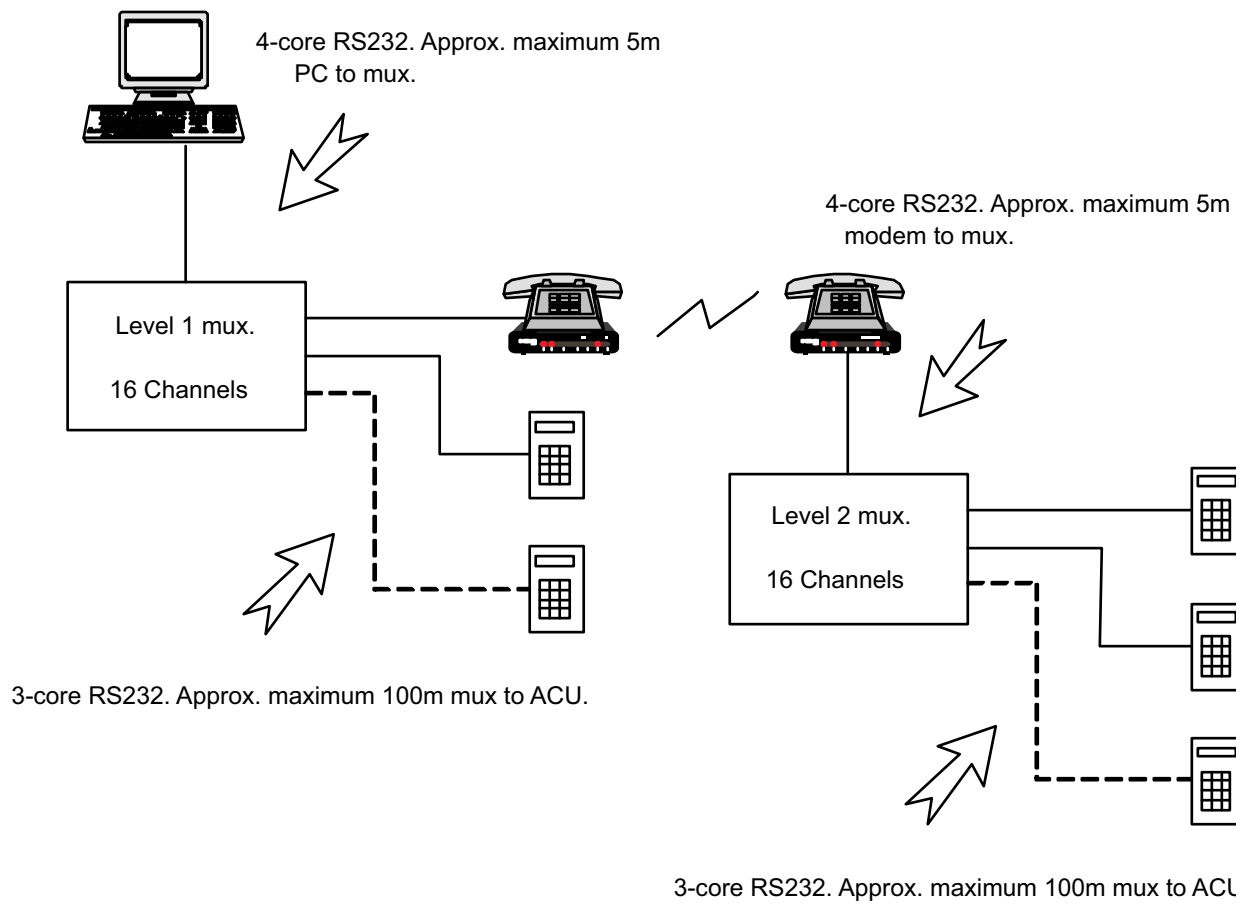 4-core RS232. Approx. maximum 5m
PC to mux.
4-core RS232. Approx. maximum 5m
modem to mux.
Level 1 mux.
16 Channels
Level 2 mux.
16 Channels
3-core RS232. Approx. maximum 100m mux to ACU.
3-core RS232. Approx. maximum 100m mux to ACU